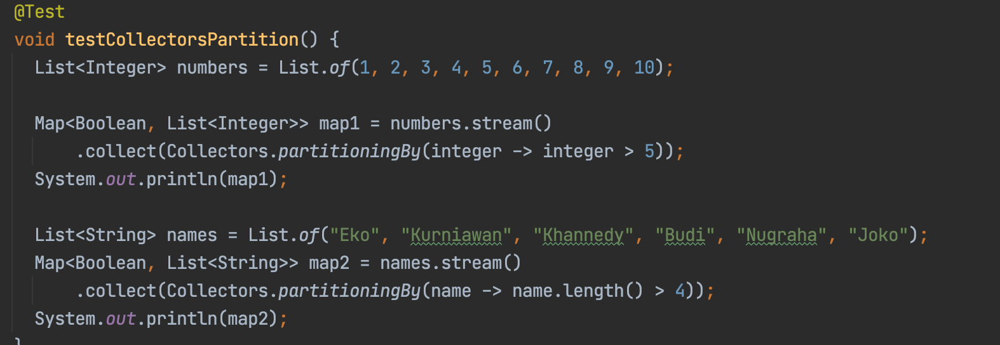 @Test
void testCollectorsPartition() {
  List<Integer> numbers = List.of(1, 2, 3, 4, 5, 6, 7, 8, 9, 10);

  Map<Boolean, List<Integer>> map1 = numbers.stream()
      .collect(Collectors.partitioningBy(integer -> integer > 5));
  System.out.println(map1);

  List<String> names = List.of("Eko", "Kurniawan", "Khannedy", "Budi", "Nugraha", "Joko");
  Map<Boolean, List<String>> map2 = names.stream()
      .collect(Collectors.partitioningBy(name -> name.length() > 4));
  System.out.println(map2);
}